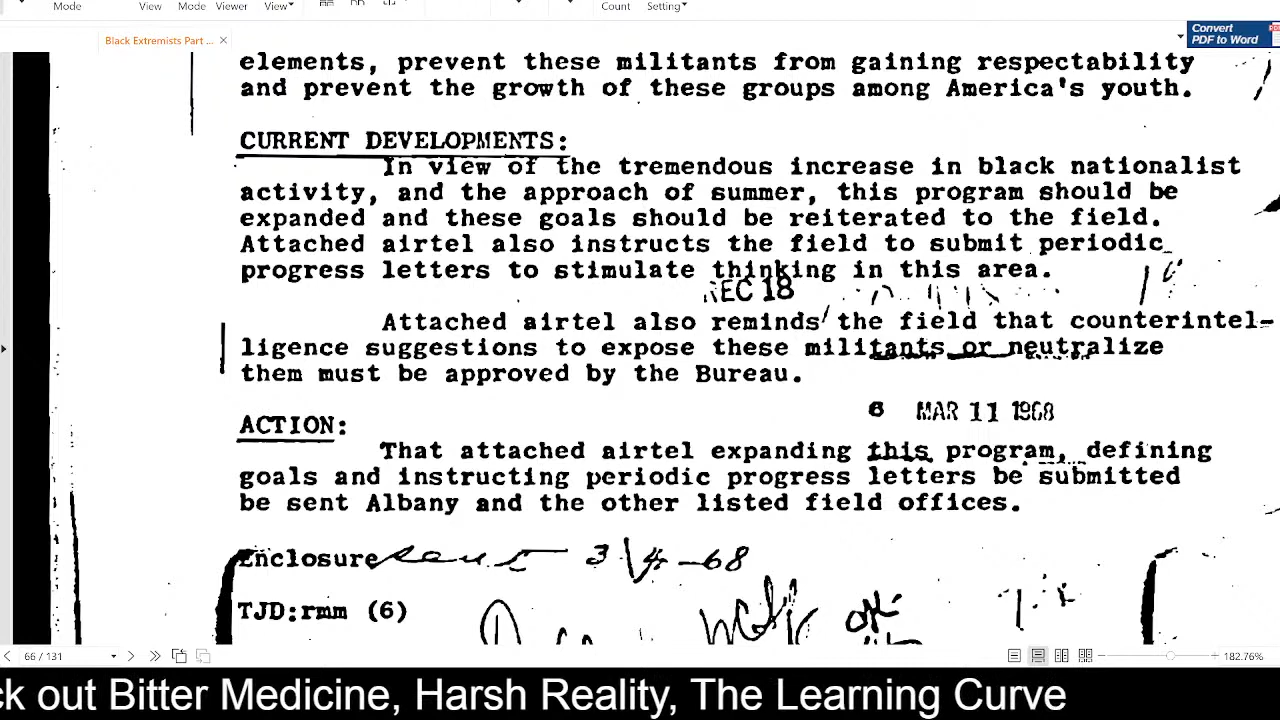 Mode View Mode Viewer View Count Setting
Convert
PDF to Word
Black Extremists Part ...
elements, prevent these militants from gaining respectability
and prevent the growth of these groups among America's youth.
CURRENT DEVELOPMENTS:
In view of the tremendous increase in black nationalist
activity, and the approach of summer, this program should be
expanded and these goals should be reiterated to the field.
Attached airtel also instructs the field to submit periodic
progress letters to stimulate thinking in this area.
REC 18
Attached airtel also reminds the field that counterintel-
ligence suggestions to expose these militants or neutralize
them must be approved by the Bureau.
6 MAR 11 1968
ACTION:
That attached airtel expanding this program, defining
goals and instructing periodic progress letters be submitted
be sent Albany and the other listed field offices.
Enclosure sent 3/4-68
TJD:rmm (6)
66 / 131
182.76%
ck out Bitter Medicine, Harsh Reality, The Learning Curve